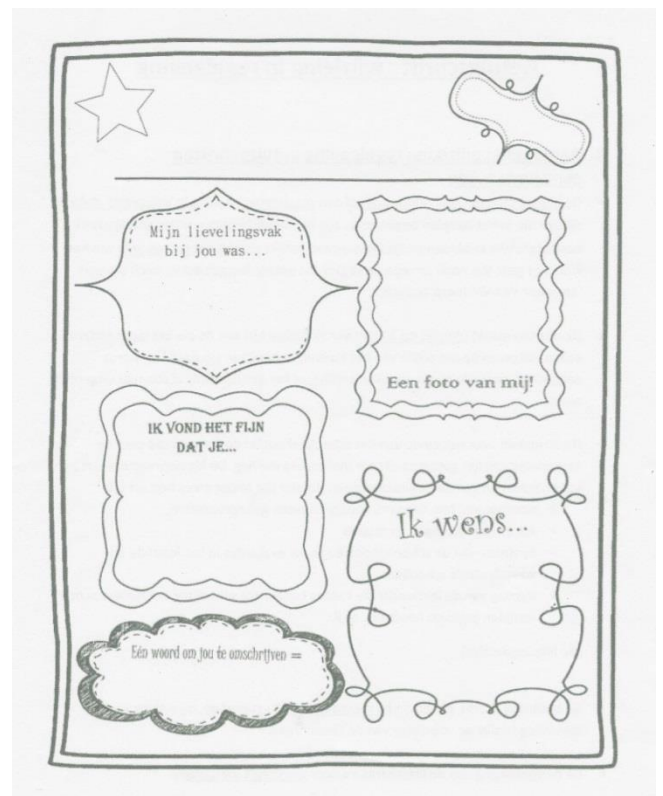 Mijn lievelingsvak
bij jou was...
Een foto van mij!
IK VOND HET FIJN
DAT JE...
Ik wens...
Eén woord om jou te omschrijven =